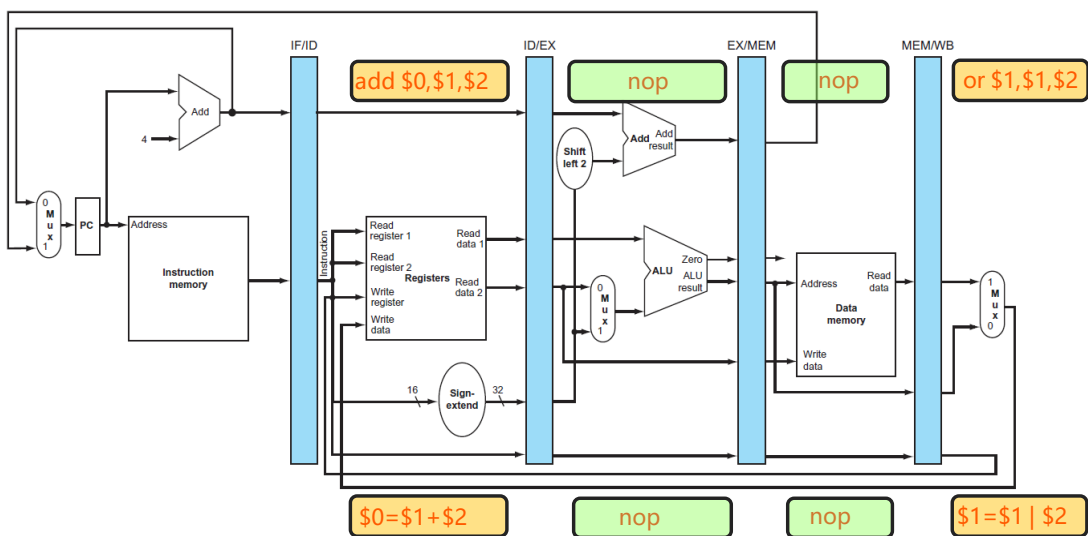 IF/ID
ID/EX
EX/MEM
MEM/WB
add $0,$1,$2
nop
nop
or $1,$1,$2
Add
4
Add
Add
result
Shift
left 2
0
M
u
x
1
PC
Address
Instruction
memory
Instruction
Read
register 1
Read
register 2
Write
register
Write
data
Registers
Read
data 1
Read
data 2
0
M
u
x
1
Zero
ALU
ALU
result
Address
Read
data
Data
memory
Write
data
1
M
u
x
0
16
Sign-
extend
32
$0=$1+$2
nop
nop
$1=$1 | $2